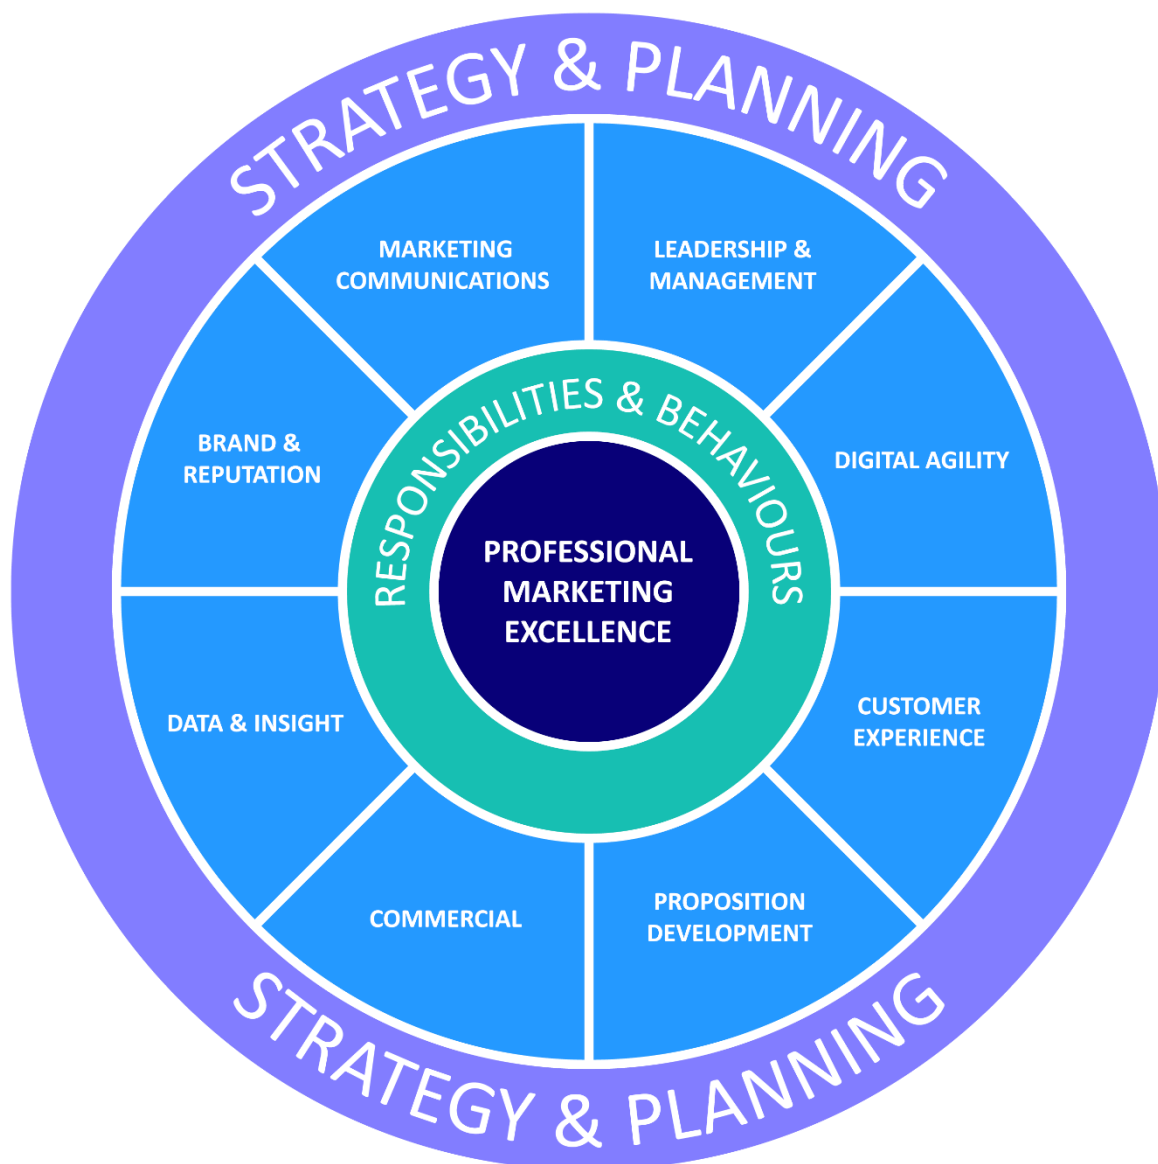 STRATEGY & PLANNING
MARKETING
COMMUNICATIONS
LEADERSHIP &
MANAGEMENT
BRAND &
REPUTATION
RESPONSIBILITIES & BEHAVIOURS
DIGITAL AGILITY
PROFESSIONAL
MARKETING
EXCELLENCE
DATA & INSIGHT
CUSTOMER
EXPERIENCE
COMMERCIAL
PROPOSITION
DEVELOPMENT
STRATEGY & PLANNING